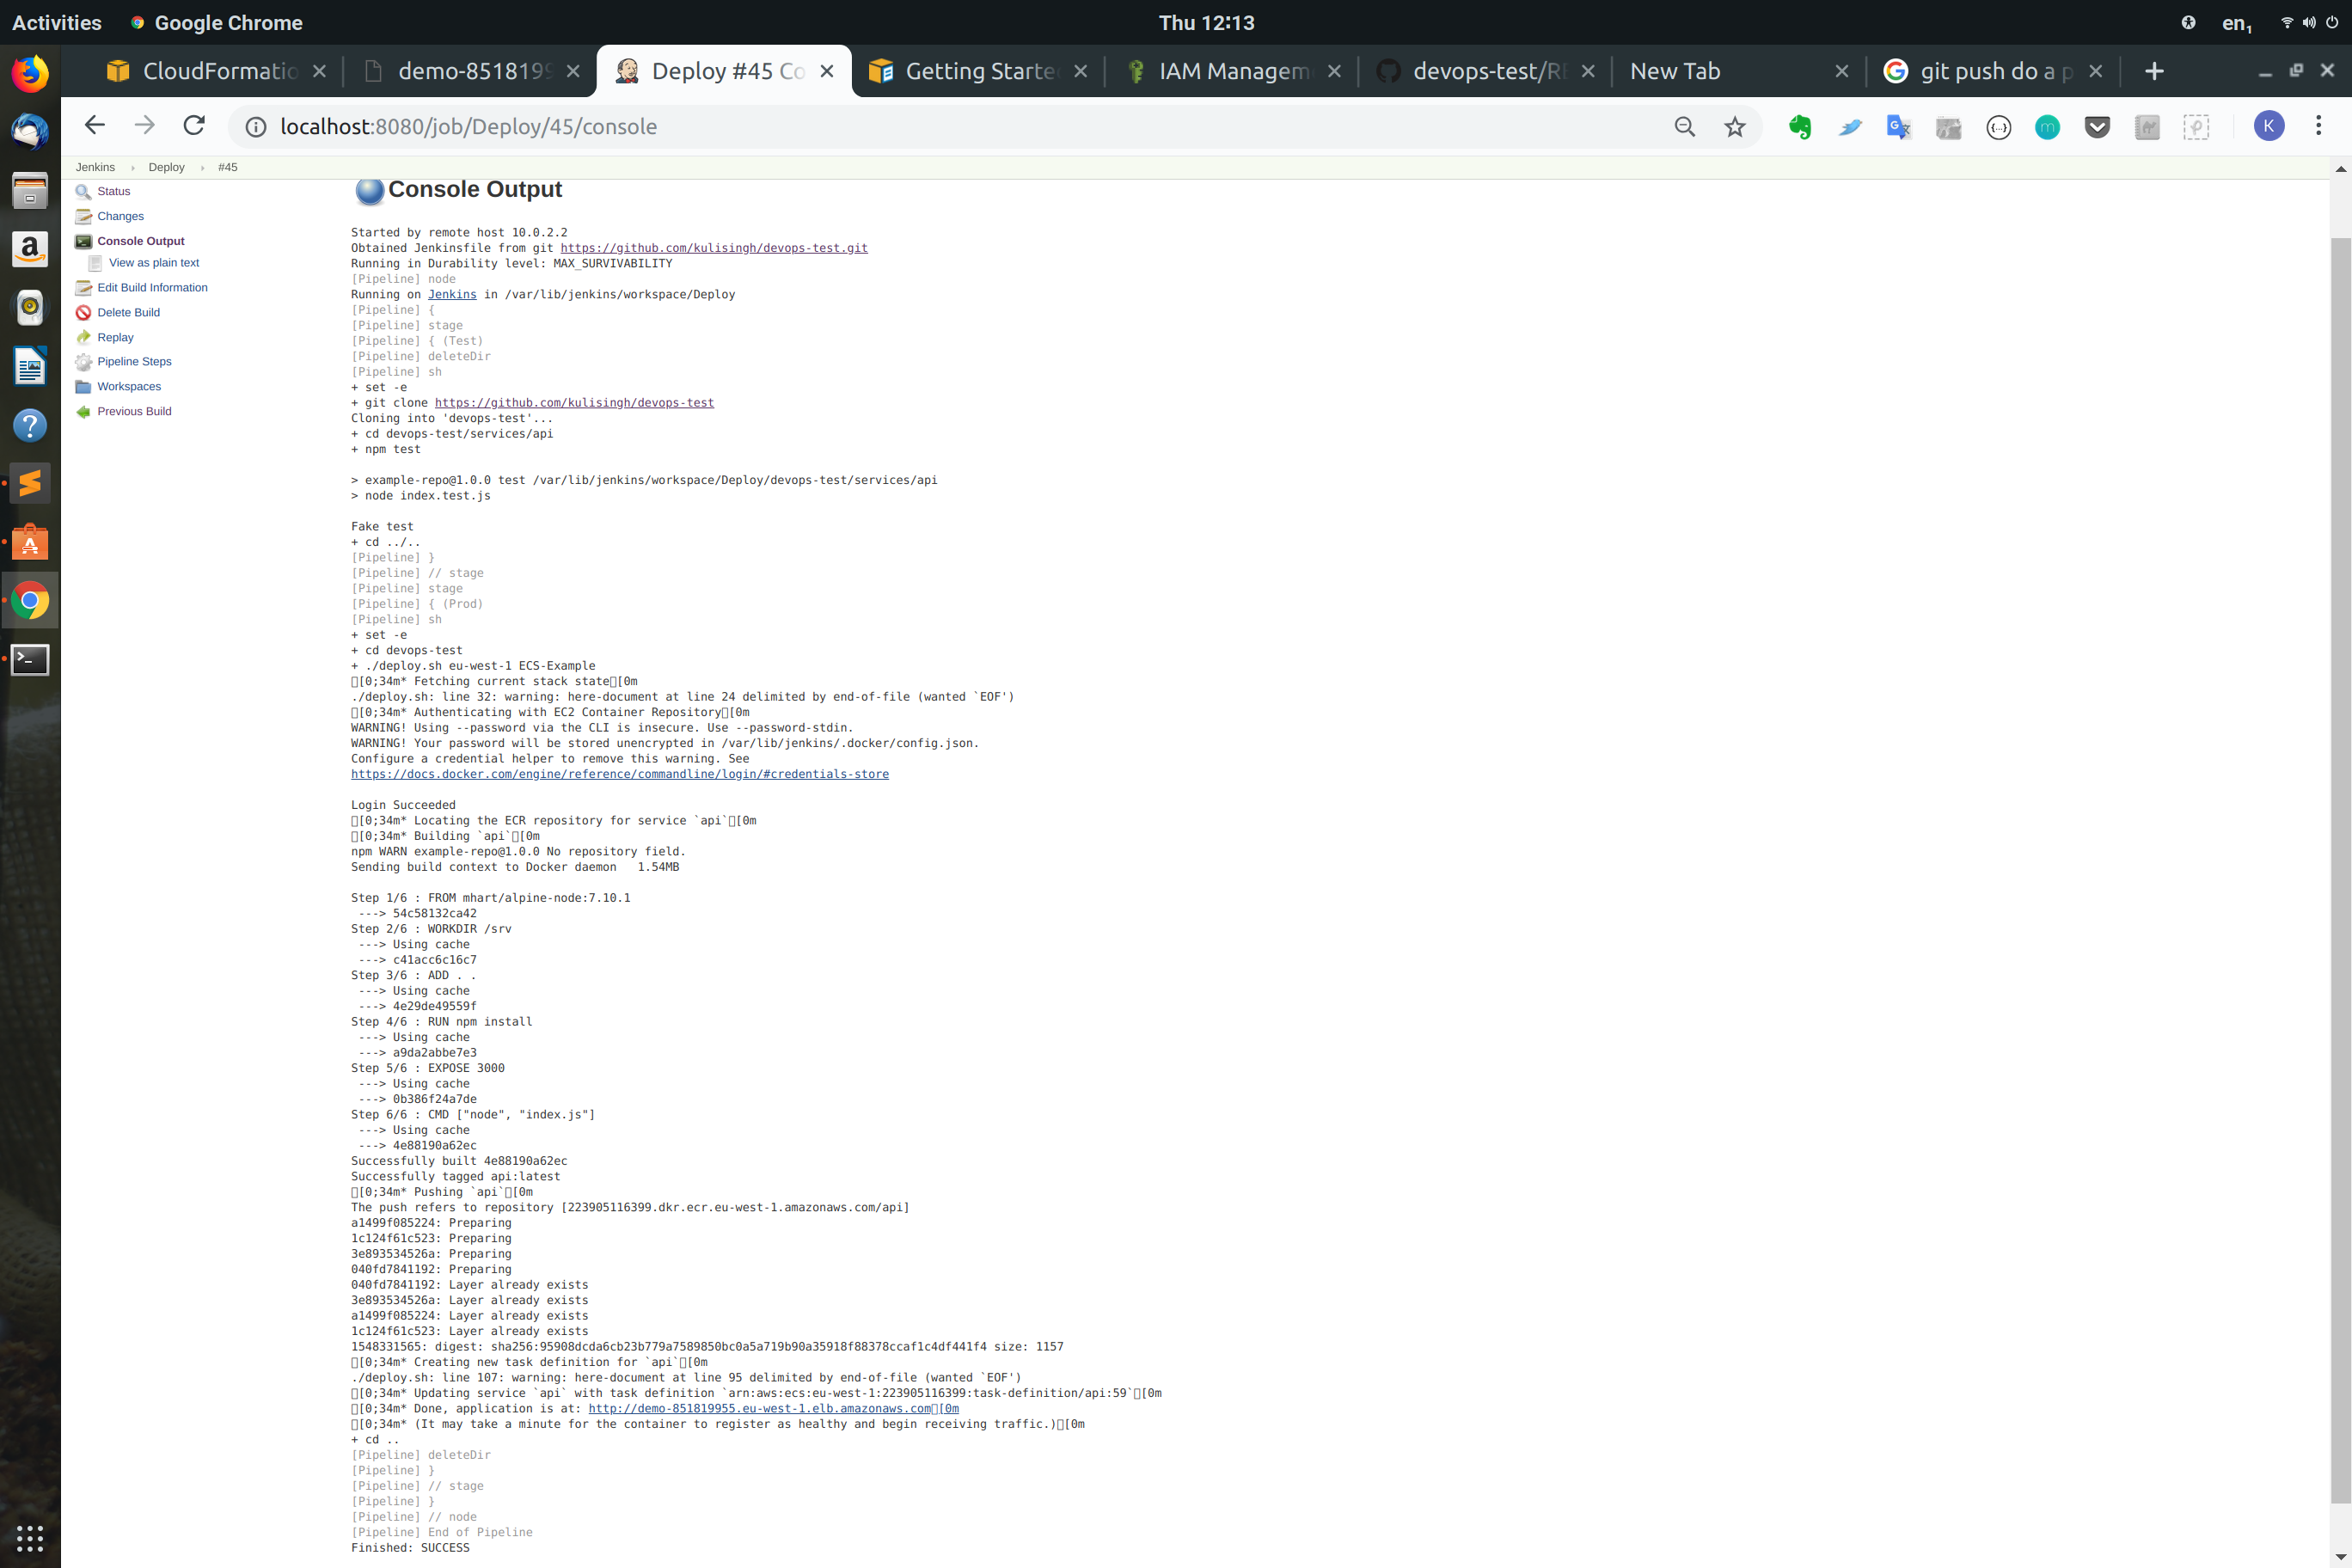 Activities
Google Chrome
Thu 12:13
en1
CloudFormatio
demo-8518199
Deploy #45 Co
Getting Starte
IAM Managem
devops-test/RE
New Tab
git push do a p
localhost:8080/job/Deploy/45/console
K
Jenkins
Deploy
#45
Status
Changes
Console Output
View as plain text
Edit Build Information
Delete Build
Replay
Pipeline Steps
Workspaces
Previous Build
Console Output
Started by remote host 10.0.2.2
Obtained Jenkinsfile from git https://github.com/kulisingh/devops-test.git
Running in Durability level: MAX_SURVIVABILITY
[Pipeline] node
Running on Jenkins in /var/lib/jenkins/workspace/Deploy
[Pipeline] {
[Pipeline] stage
[Pipeline] { (Test)
[Pipeline] deleteDir
[Pipeline] sh
+ set -e
+ git clone https://github.com/kulisingh/devops-test
Cloning into 'devops-test'...
+ cd devops-test/services/api
+ npm test
> example-repo@1.0.0 test /var/lib/jenkins/workspace/Deploy/devops-test/services/api
> node index.test.js
Fake test
+ cd ../..
[Pipeline] }
[Pipeline] // stage
[Pipeline] stage
[Pipeline] { (Prod)
[Pipeline] sh
+ set -e
+ cd devops-test
+ ./deploy.sh eu-west-1 ECS-Example
[0;34m* Fetching current stack state[0m
./deploy.sh: line 32: warning: here-document at line 24 delimited by end-of-file (wanted `EOF')
[0;34m* Authenticating with EC2 Container Repository[0m
WARNING! Using --password via the CLI is insecure. Use --password-stdin.
WARNING! Your password will be stored unencrypted in /var/lib/jenkins/.docker/config.json.
Configure a credential helper to remove this warning. See
https://docs.docker.com/engine/reference/commandline/login/#credentials-store
Login Succeeded
[0;34m* Locating the ECR repository for service `api`[0m
[0;34m* Building `api`[0m
npm WARN example-repo@1.0.0 No repository field.
Sending build context to Docker daemon   1.54MB
Step 1/6 : FROM mhart/alpine-node:7.10.1
 ---> 54c58132ca42
Step 2/6 : WORKDIR /srv
 ---> Using cache
 ---> c41acc6c16c7
Step 3/6 : ADD . .
 ---> Using cache
 ---> 4e29de49559f
Step 4/6 : RUN npm install
 ---> Using cache
 ---> a9da2abbe7e3
Step 5/6 : EXPOSE 3000
 ---> Using cache
 ---> 0b386f24a7de
Step 6/6 : CMD ["node", "index.js"]
 ---> Using cache
 ---> 4e88190a62ec
Successfully built 4e88190a62ec
Successfully tagged api:latest
[0;34m* Pushing `api`[0m
The push refers to repository [223905116399.dkr.ecr.eu-west-1.amazonaws.com/api]
a1499f085224: Preparing
1c124f61c523: Preparing
3e893534526a: Preparing
040fd7841192: Preparing
040fd7841192: Layer already exists
3e893534526a: Layer already exists
a1499f085224: Layer already exists
1c124f61c523: Layer already exists
1548331565: digest: sha256:95908dcda6cb23b779a7589850bc0a5a719b90a35918f88378ccaf1c4df441f4 size: 1157
[0;34m* Creating new task definition for `api`[0m
./deploy.sh: line 107: warning: here-document at line 95 delimited by end-of-file (wanted `EOF')
[0;34m* Updating service `api` with task definition `arn:aws:ecs:eu-west-1:223905116399:task-definition/api:59`[0m
[0;34m* Done, application is at: http://demo-851819955.eu-west-1.elb.amazonaws.com[0m
[0;34m* (It may take a minute for the container to register as healthy and begin receiving traffic.)[0m
+ cd ..
[Pipeline] deleteDir
[Pipeline] }
[Pipeline] // stage
[Pipeline] }
[Pipeline] // node
[Pipeline] End of Pipeline
Finished: SUCCESS